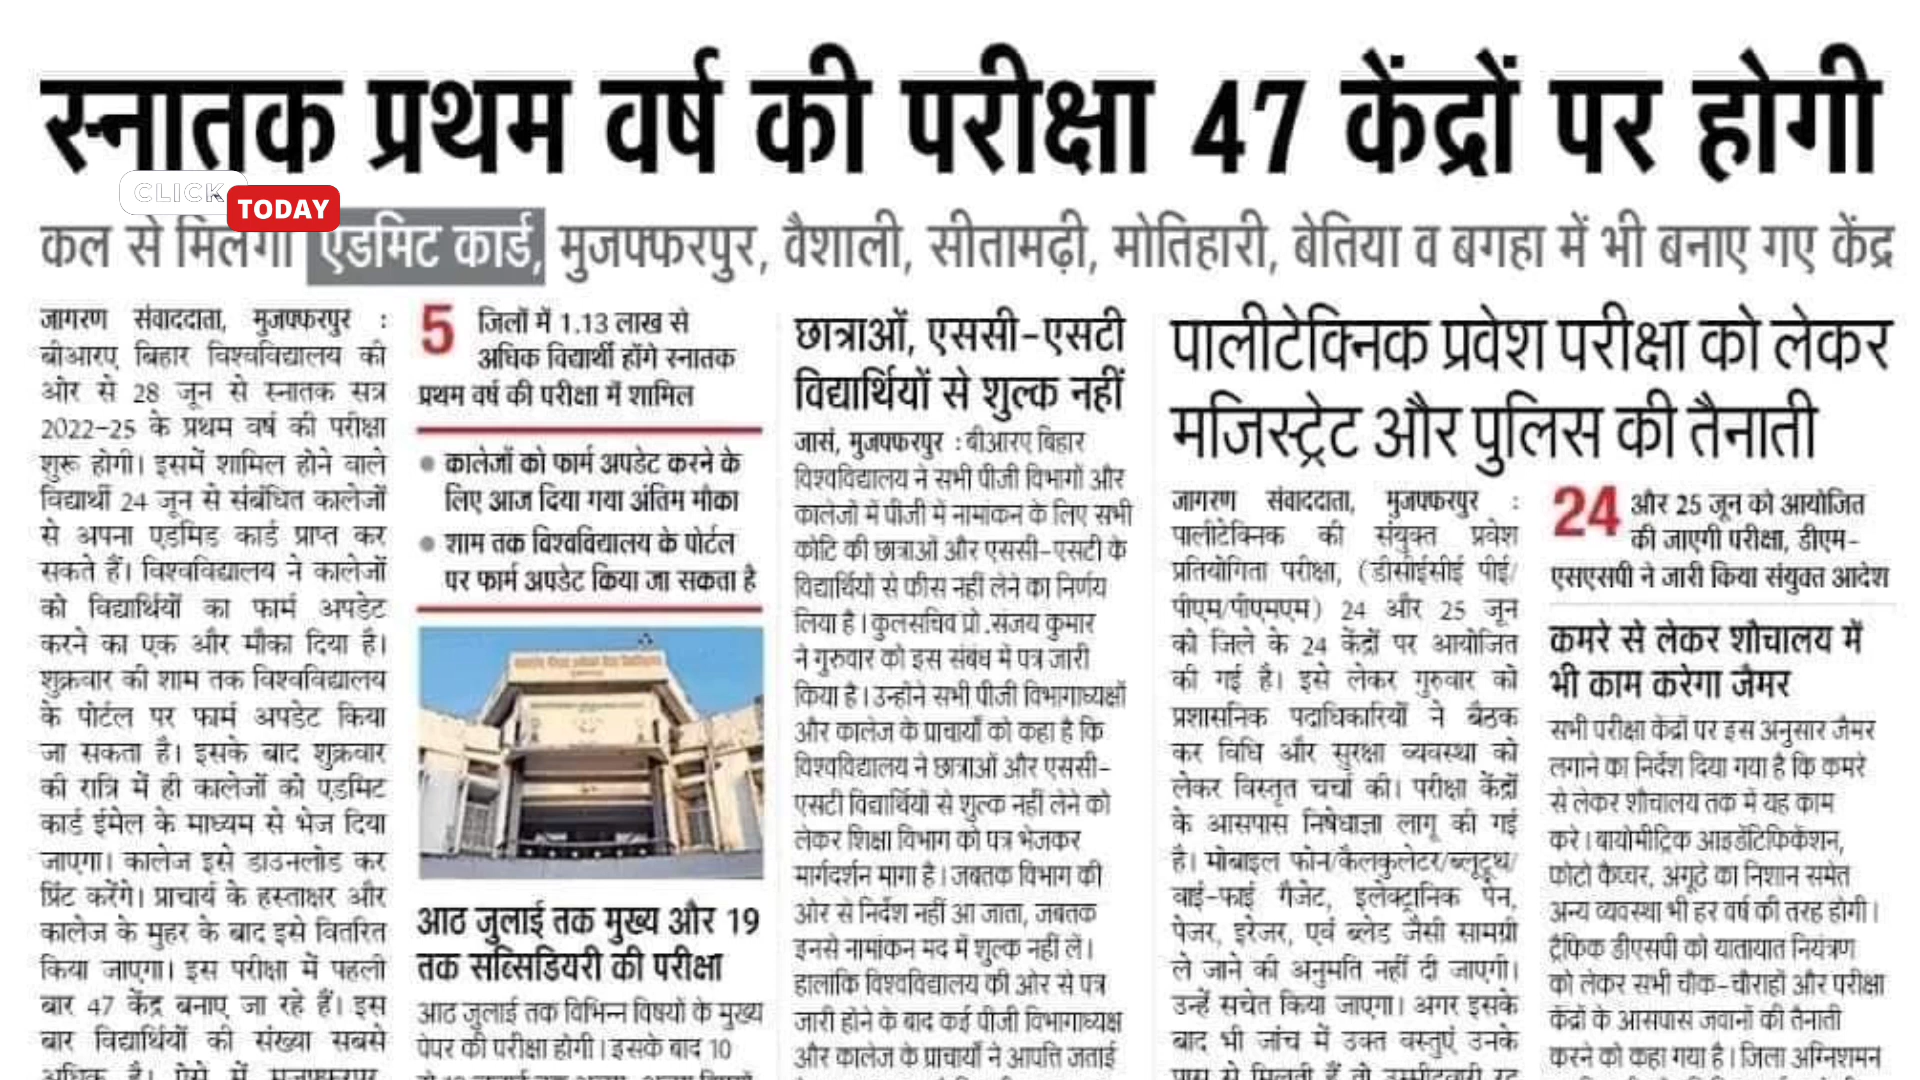 स्नातक प्रथम वर्ष की परीक्षा 47 केंद्रों पर होगी
CLICK
TODAY
कल से मिलेगा एडमिट कार्ड, मुजफ्फरपुर, वैशाली, सीतामढ़ी, मोतिहारी, बेतिया व बगहा में भी बनाए गए केंद्र
जागरण संवाददाता, मुजफ्फरपुर :
बीआरए बिहार विश्वविद्यालय की
ओर से 28 जून से स्नातक सत्र
2022-25 के प्रथम वर्ष की परीक्षा
शुरू होगी। इसमें शामिल होने वाले
विद्यार्थी 24 जून से संबंधित कालेजों
से अपना एडमिड कार्ड प्राप्त कर
सकते हैं। विश्वविद्यालय ने कालेजों
को विद्यार्थियों का फार्म अपडेट
करने का एक और मौका दिया है।
शुक्रवार की शाम तक विश्वविद्यालय
के पोर्टल पर फार्म अपडेट किया
जा सकता है। इसके बाद शुक्रवार
की रात्रि में ही कालेजों को एडमिट
कार्ड ईमेल के माध्यम से भेज दिया
जाएगा। कालेज इसे डाउनलोड कर
प्रिंट करेंगे। प्राचार्य के हस्ताक्षर और
कालेज के मुहर के बाद इसे वितरित
किया जाएगा। इस परीक्षा में पहली
बार 47 केंद्र बनाए जा रहे हैं। इस
बार विद्यार्थियों की संख्या सबसे
अधिक है। ऐसे में मुजफ्फरपुर,
5 जिलों में 1.13 लाख से
अधिक विद्यार्थी होंगे स्नातक
प्रथम वर्ष की परीक्षा में शामिल
कालेजों को फार्म अपडेट करने के
लिए आज दिया गया अंतिम मौका
शाम तक विश्वविद्यालय के पोर्टल
पर फार्म अपडेट किया जा सकता है
आठ जुलाई तक मुख्य और 19
तक सब्सिडियरी की परीक्षा
आठ जुलाई तक विभिन्न विषयों के मुख्य
पेपर की परीक्षा होगी। इसके बाद 10
छात्राओं, एससी-एसटी
विद्यार्थियों से शुल्क नहीं
जासं, मुजफ्फरपुर : बीआरए बिहार
विश्वविद्यालय ने सभी पीजी विभागों और
कालेजों में पीजी में नामांकन के लिए सभी
कोटि की छात्राओं और एससी-एसटी के
विद्यार्थियों से फीस नहीं लेने का निर्णय
लिया है। कुलसचिव प्रो.संजय कुमार
ने गुरुवार को इस संबंध में पत्र जारी
किया है। उन्होंने सभी पीजी विभागाध्यक्षों
और कालेज के प्राचार्यों को कहा है कि
विश्वविद्यालय ने छात्राओं और एससी-
एसटी विद्यार्थियों से शुल्क नहीं लेने को
लेकर शिक्षा विभाग को पत्र भेजकर
मार्गदर्शन मांगा है। जबतक विभाग की
ओर से निर्देश नहीं आ जाता, जबतक
इनसे नामांकन मद में शुल्क नहीं लें।
हालांकि विश्वविद्यालय की ओर से पत्र
जारी होने के बाद कई पीजी विभागाध्यक्ष
और कालेज के प्राचार्यों ने आपत्ति जताई
पालीटेक्निक प्रवेश परीक्षा को लेकर
मजिस्ट्रेट और पुलिस की तैनाती
जागरण संवाददाता, मुजफ्फरपुर :
पालीटेक्निक की संयुक्त प्रवेश
प्रतियोगिता परीक्षा, (डीसीईसीई पीई/
पीएम/पीएमएम) 24 और 25 जून
को जिले के 24 केंद्रों पर आयोजित
की गई है। इसे लेकर गुरुवार को
प्रशासनिक पदाधिकारियों ने बैठक
कर विधि और सुरक्षा व्यवस्था को
लेकर विस्तृत चर्चा की। परीक्षा केंद्रों
के आसपास निषेधाज्ञा लागू की गई
है। मोबाइल फोन/कैलकुलेटर/ब्लूटूथ/
वाई-फाई गैजेट, इलेक्ट्रानिक पेन,
पेजर, इरेजर, एवं ब्लेड जैसी सामग्री
ले जाने की अनुमति नहीं दी जाएगी।
उन्हें सचेत किया जाएगा। अगर इसके
बाद भी जांच में उक्त वस्तुएं उनके
पास से मिलती हैं तो उम्मीदवारी रद
24 और 25 जून को आयोजित
की जाएगी परीक्षा, डीएम-
एसएसपी ने जारी किया संयुक्त आदेश
कमरे से लेकर शौचालय में
भी काम करेगा जैमर
सभी परीक्षा केंद्रों पर इस अनुसार जैमर
लगाने का निर्देश दिया गया है कि कमरे
से लेकर शौचालय तक में यह काम
करे। बायोमीट्रिक आइडेंटिफिकेशन,
फोटो कैप्चर, अंगूठे का निशान समेत
अन्य व्यवस्था भी हर वर्ष की तरह होगी।
ट्रैफिक डीएसपी को यातायात नियंत्रण
को लेकर सभी चौक-चौराहों और परीक्षा
केंद्रों के आसपास जवानों की तैनाती
करने को कहा गया है। जिला अग्निशमन